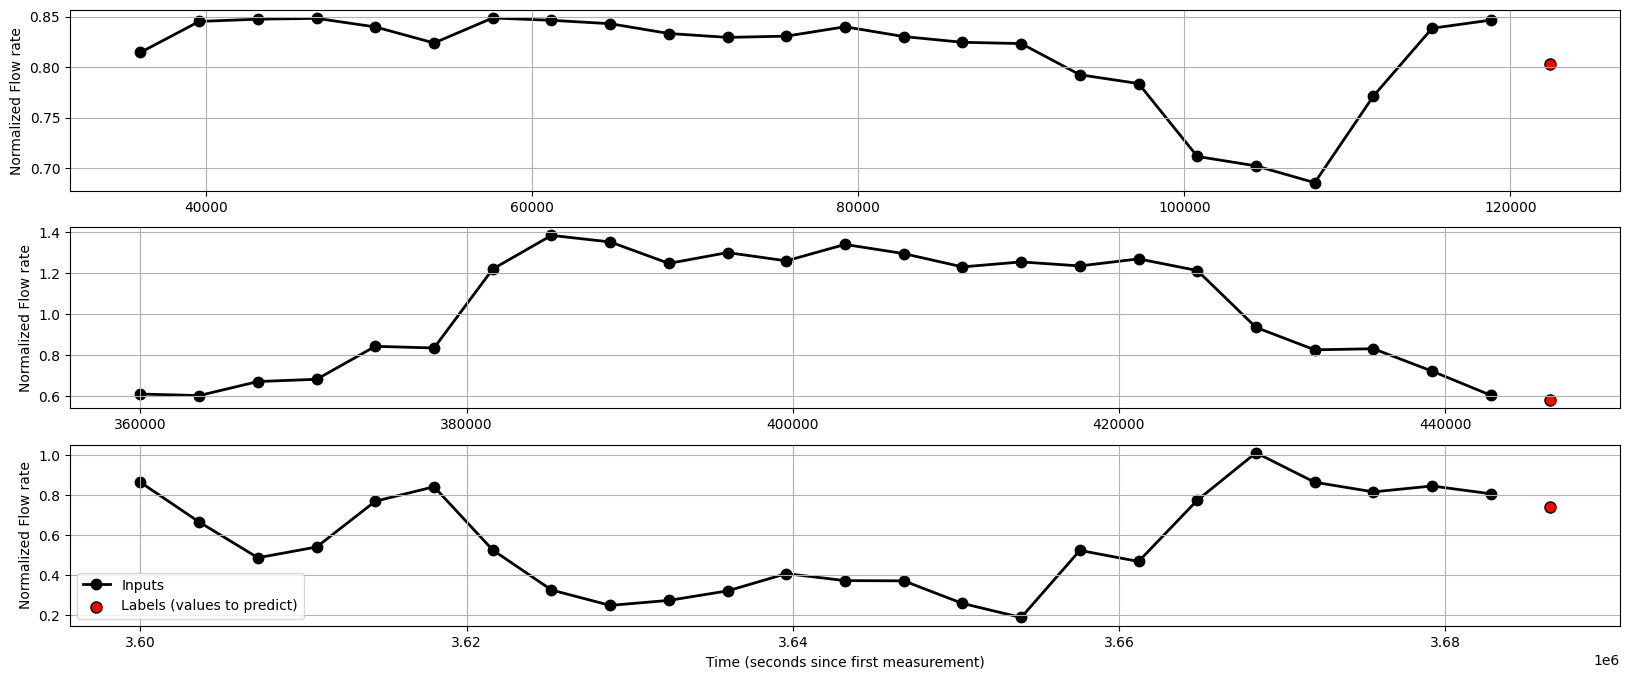 Normalized Flow rate
0.85
0.80
0.75
0.70
40000 60000 80000 100000 120000
Normalized Flow rate
1.4
1.2
1.0
0.8
0.6
360000 380000 400000 420000 440000
Normalized Flow rate
1.0
0.8
0.6
0.4
0.2
Inputs
Labels (values to predict)
3.60 3.62 3.64 3.66 3.68
1e6
Time (seconds since first measurement)